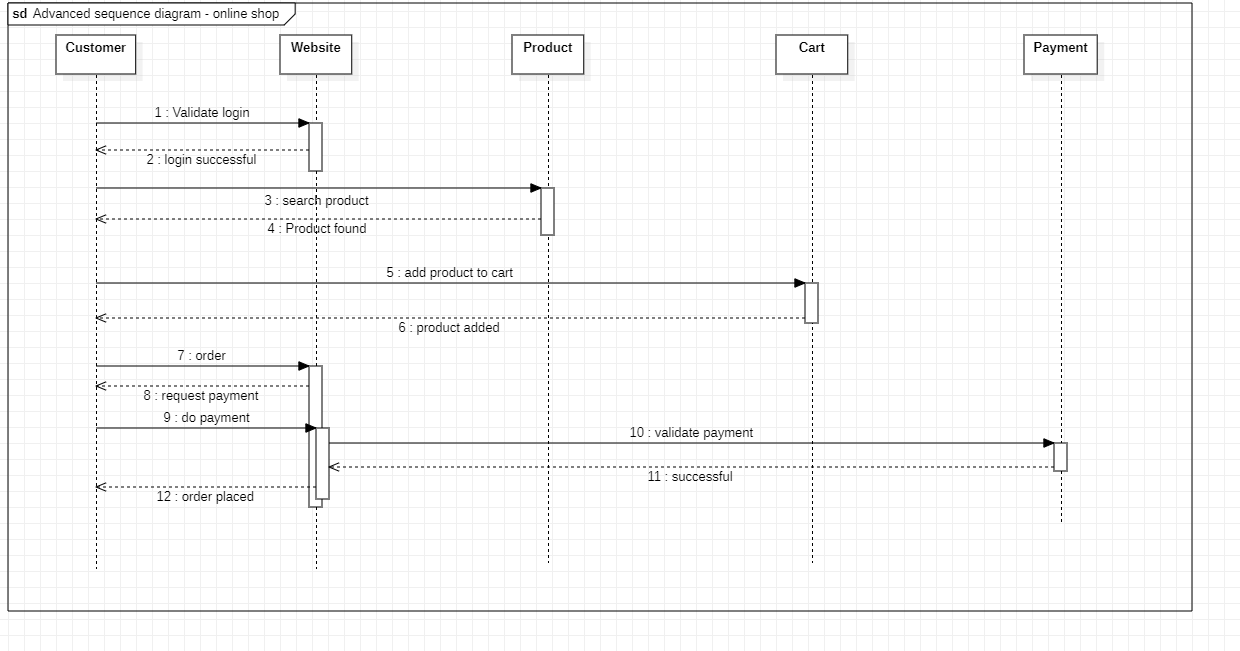 sd Advanced sequence diagram - online shop
Customer
Website
Product
Cart
Payment
1 : Validate login
2 : login successful
3 : search product
4 : Product found
5 : add product to cart
6 : product added
7 : order
8 : request payment
9 : do payment
10 : validate payment
11 : successful
12 : order placed